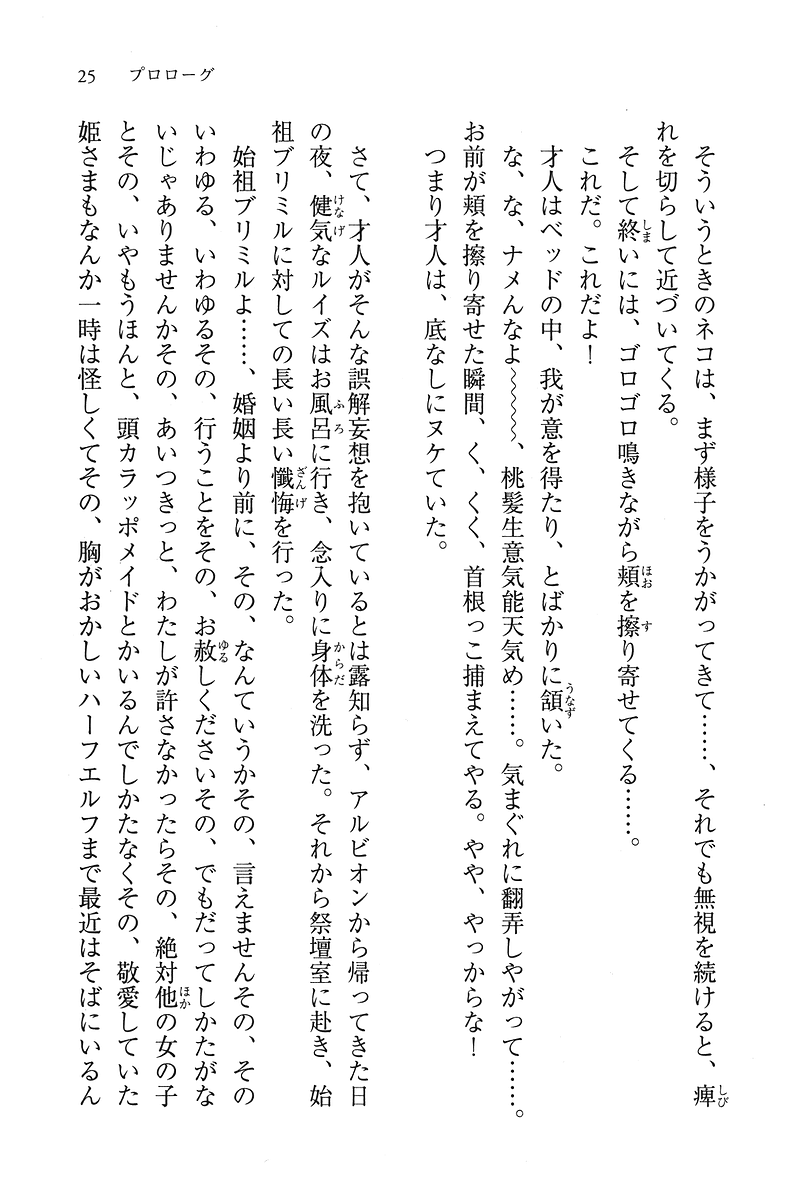 25　プロローグ
そういうときのネコは、まず様子をうかがってきて……、それでも無視を続けると、痺
れを切らして近づいてくる。
そして終いには、ゴロゴロ鳴きながら頬を擦り寄せてくる……。
これだ。これだよ！
才人はベッドの中、我が意を得たり、とばかりに頷いた。
な、な、ナメんなよ〜〜〜〜、桃髪生意気能天気め……。気まぐれに翻弄しやがって……。
お前が頬を擦り寄せた瞬間、く、くく、首根っこ捕まえてやる。やや、やっからな！
つまり才人は、底なしにヌケていた。
さて、才人がそんな誤解妄想を抱いているとは露知らず、アルビオンから帰ってきた日
の夜、健気なルイズはお風呂に行き、念入りに身体を洗った。それから祭壇室に赴き、始
祖ブリミルに対しての長い長い懺悔を行った。
始祖ブリミルよ……、婚姻より前に、その、なんていうかその、言えませんその、その
いわゆる、いわゆるその、行うことをその、お赦しくださいその、でもだってしかたがな
いじゃありませんかその、あいつきっと、わたしが許さなかったらその、絶対他の女の子
とその、いやもうほんと、頭カラッポメイドとかいるんでしかたなくその、敬愛していた
姫さまもなんか一時は怪しくてその、胸がおかしいハーフエルフまで最近はそばにいるん